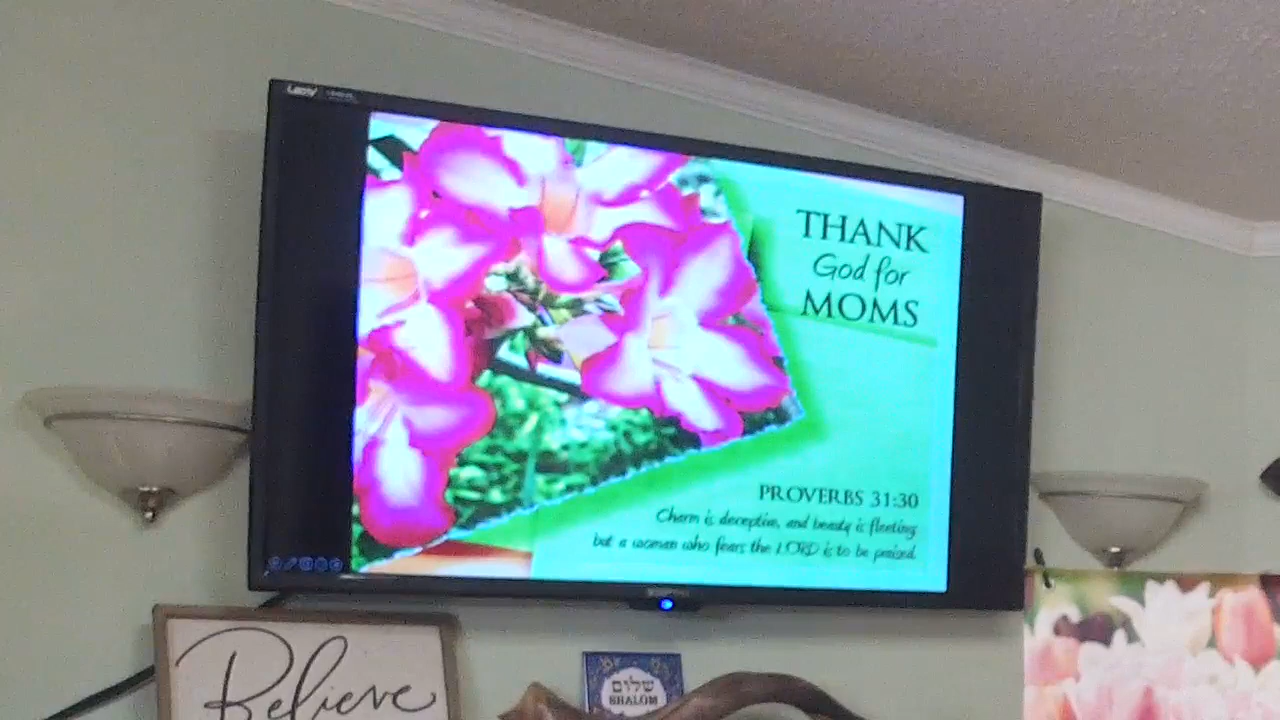 THANK
God for
MOMS
PROVERBS 31:30
Charm is deceptive, and beauty is fleeting
but a woman who fears the LORD is to be praised.
Believe
שלום
SHALOM